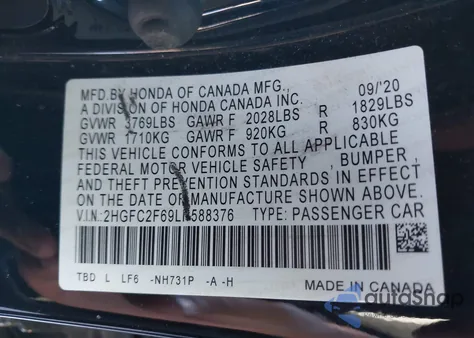 MFD.BY HONDA OF CANADA MFG., 09/'20
A DIVISION OF HONDA CANADA INC.
GVWR 3769LBS GAWR F 2028LBS R 1829LBS
GVWR 1710KG GAWR F 920KG R 830KG
THIS VEHICLE CONFORMS TO ALL APPLICABLE
FEDERAL MOTOR VEHICLE SAFETY , BUMPER ,
AND THEFT PREVENTION STANDARDS IN EFFECT
ON THE DATE OF MANUFACTURE SHOWN ABOVE.
V.I.N.: TYPE: PASSENGER CAR
TBD L LF6 -NH731P -A -H
MADE IN CANADA
autoShop